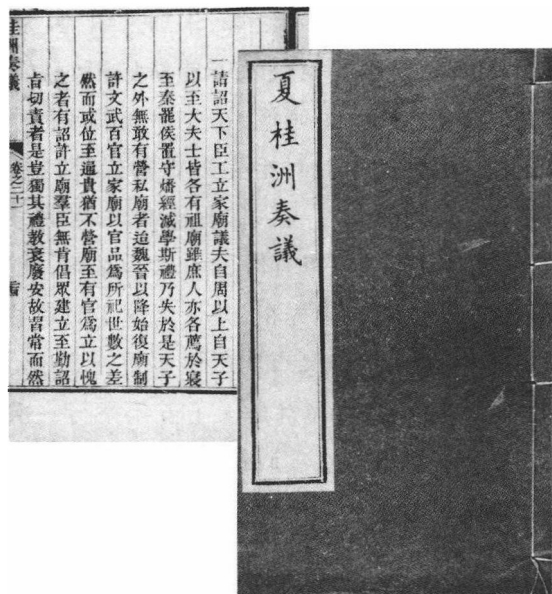 夏桂洲奏議
桂洲奏議
卷之二十一
一請詔天下臣工立家廟議夫自周以上自天子
以至大夫士皆各有祖廟雖庶人亦各薦於寢
至秦罷侯置守燔經滅學斯禮乃失於是天子
之外無敢有營私廟者迨魏晉以降始復廟制
許文武百官立家廟以官品爲所祀世數之差
然而或位至通貴猶不營廟至有官爲立以愧
之者有詔許立廟羣臣無肯倡眾建立至勤詔
旨切責者是豈獨其禮教衰廢安故習常而然